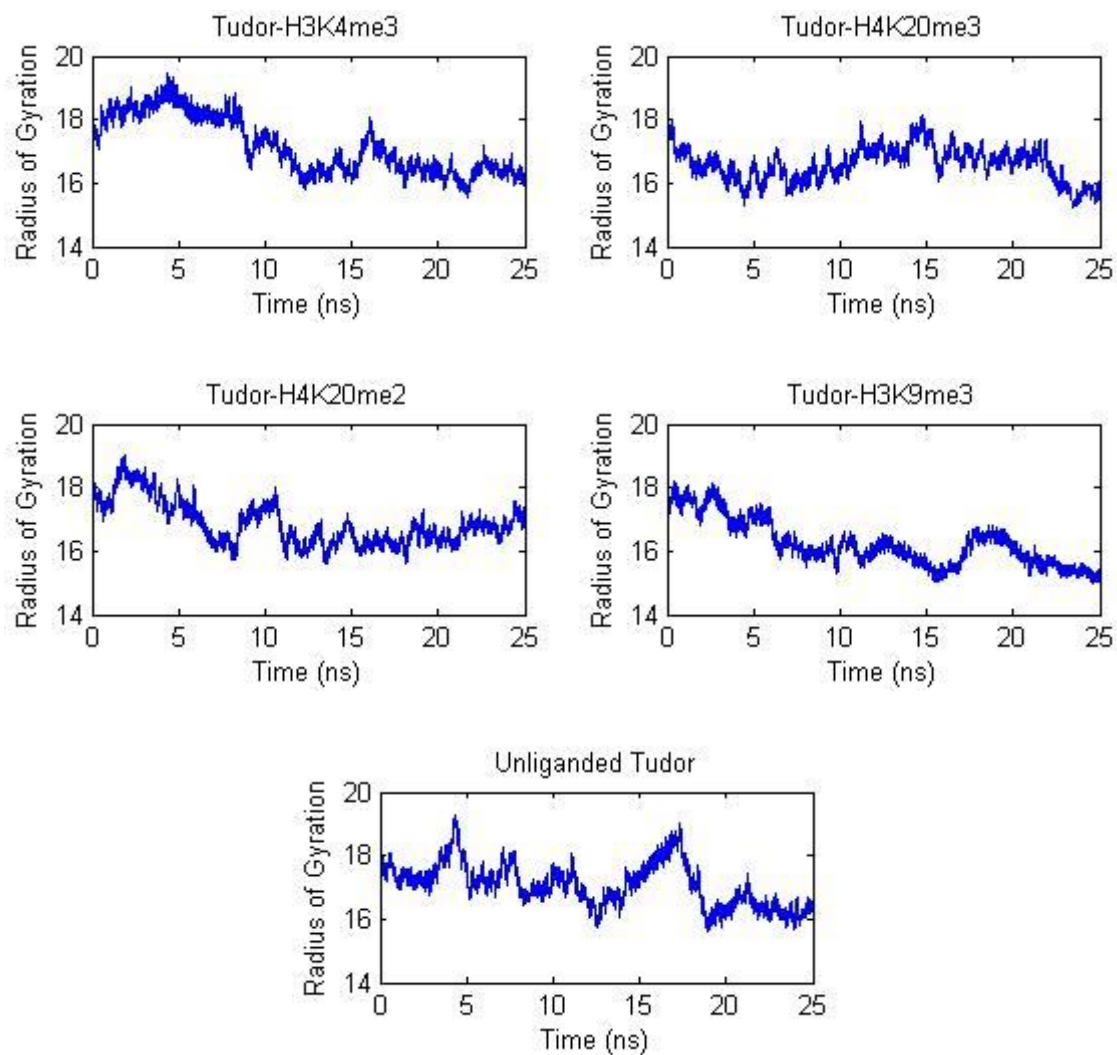 Tudor-H3K4me3
Radius of Gyration
20
18
16
14
0 5 10 15 20 25
Time (ns)
Tudor-H4K20me3
Radius of Gyration
20
18
16
14
0 5 10 15 20 25
Time (ns)
Tudor-H4K20me2
Radius of Gyration
20
18
16
14
0 5 10 15 20 25
Time (ns)
Tudor-H3K9me3
Radius of Gyration
20
18
16
14
0 5 10 15 20 25
Time (ns)
Unliganded Tudor
Radius of Gyration
20
18
16
14
0 5 10 15 20 25
Time (ns)